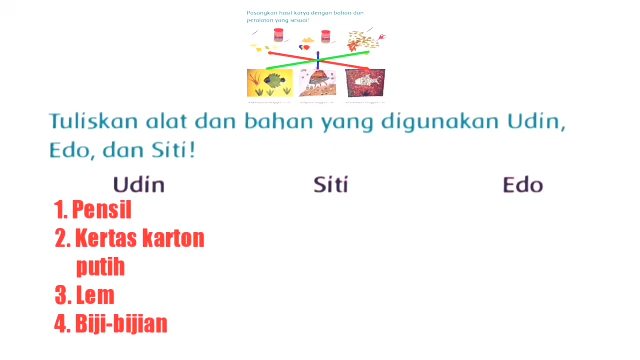 Pasangkan hasil karya dengan bahan dan
peralatan yang sesuai!
Tuliskan alat dan bahan yang digunakan Udin,
Edo, dan Siti!
Udin Siti Edo
1. Pensil
2. Kertas karton
putih
3. Lem
4. Biji-bijian